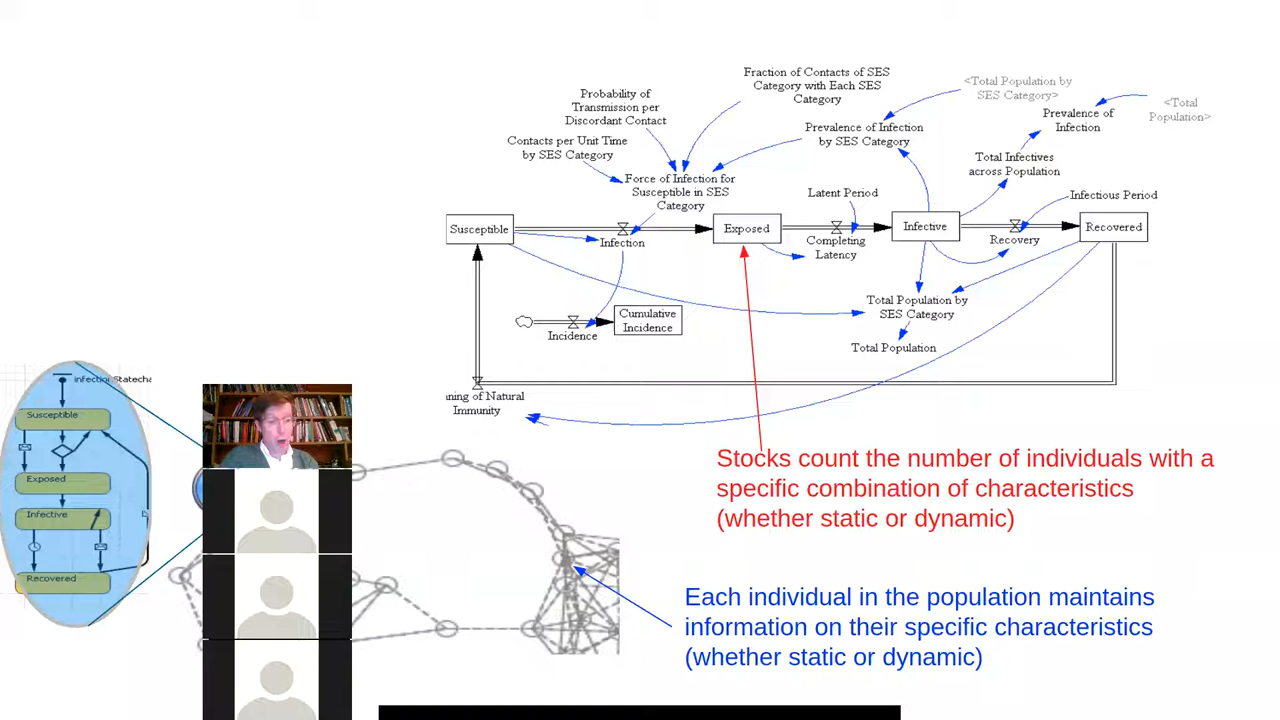 Fraction of Contacts of SES
Category with Each SES
Category
<Total Population by
SES Category>
<Total
Population>
Probability of
Transmission per
Discordant Contact
Prevalence of
Infection
Contacts per Unit Time
by SES Category
Prevalence of Infection
by SES Category
Total Infectives
across Population
Force of Infection for
Susceptible in SES
Category
Latent Period
Infectious Period
Susceptible
Infection
Exposed
Completing
Latency
Infective
Recovery
Recovered
Cumulative
Incidence
Incidence
Total Population by
SES Category
Total Population
ning of Natural
Immunity
infectionStatecha
Susceptible
Exposed
Infective
Recovered
Stocks count the number of individuals with a
specific combination of characteristics
(whether static or dynamic)
Each individual in the population maintains
information on their specific characteristics
(whether static or dynamic)